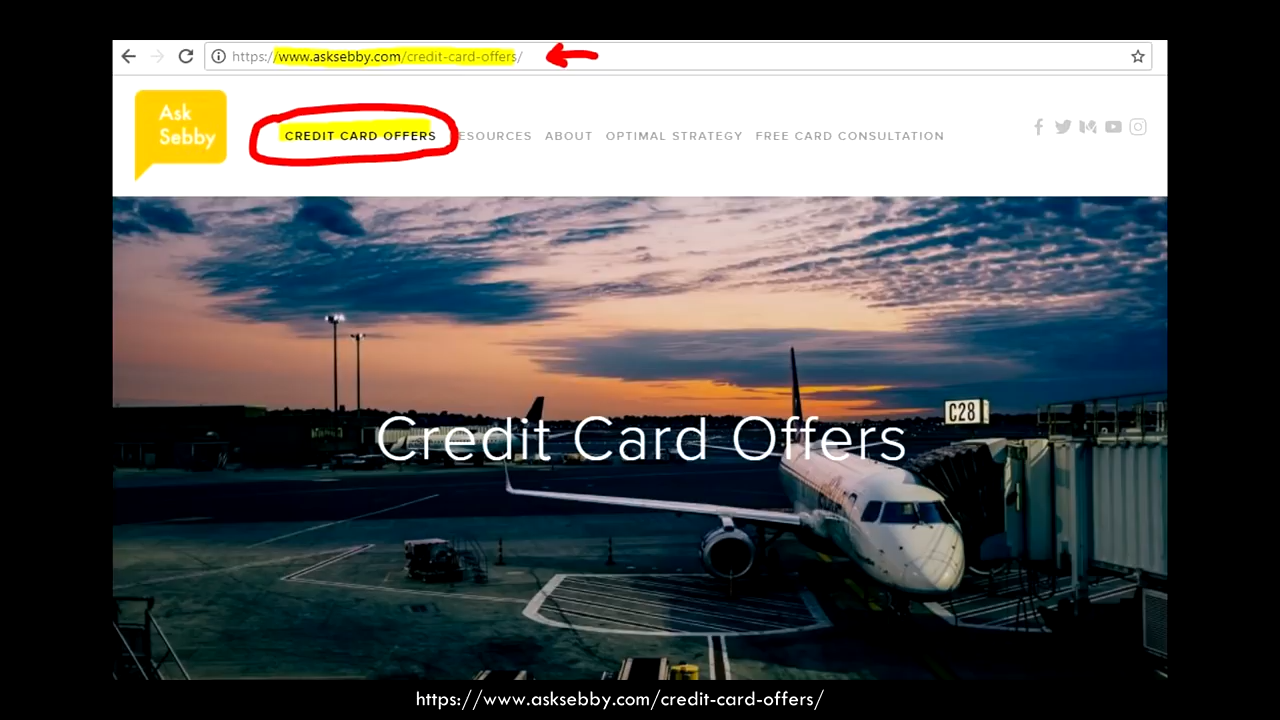 https://www.asksebby.com/credit-card-offers/
Ask
Sebby
CREDIT CARD OFFERS ESOURCES ABOUT OPTIMAL STRATEGY FREE CARD CONSULTATION
C28
Credit Card Offers
https://www.asksebby.com/credit-card-offers/